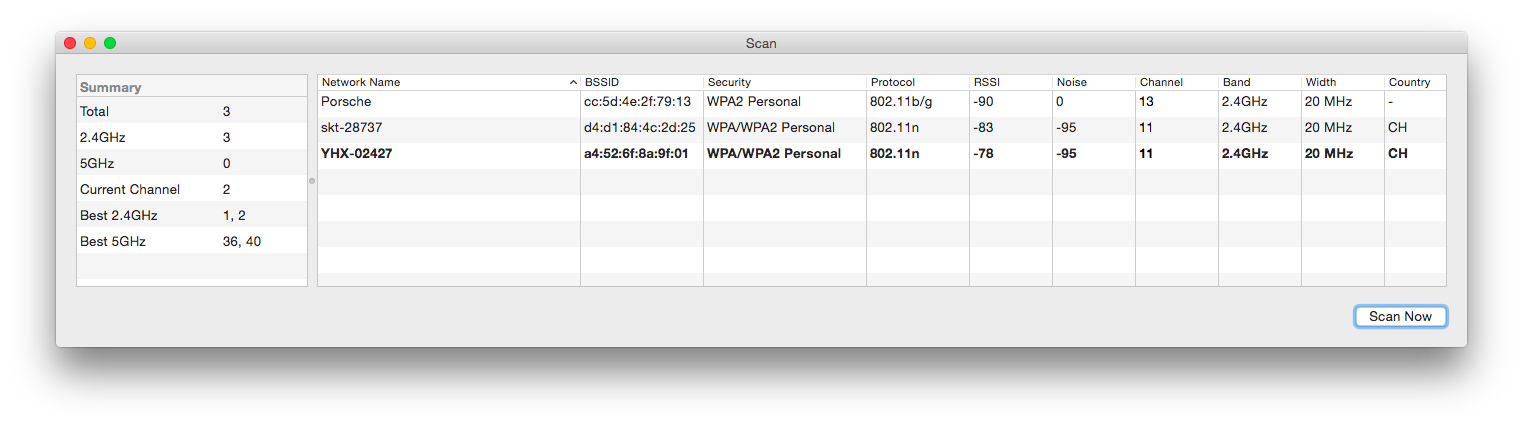 Scan
Summary
Total 3
2.4GHz 3
5GHz 0
Current Channel 2
Best 2.4GHz 1, 2
Best 5GHz 36, 40
Network Name BSSID Security Protocol RSSI Noise Channel Band Width Country
Porsche cc:5d:4e:2f:79:13 WPA2 Personal 802.11b/g -90 0 13 2.4GHz 20 MHz -
skt-28737 d4:d1:84:4c:2d:25 WPA/WPA2 Personal 802.11n -83 -95 11 2.4GHz 20 MHz CH
YHX-02427 a4:52:6f:8a:9f:01 WPA/WPA2 Personal 802.11n -78 -95 11 2.4GHz 20 MHz CH
Scan Now